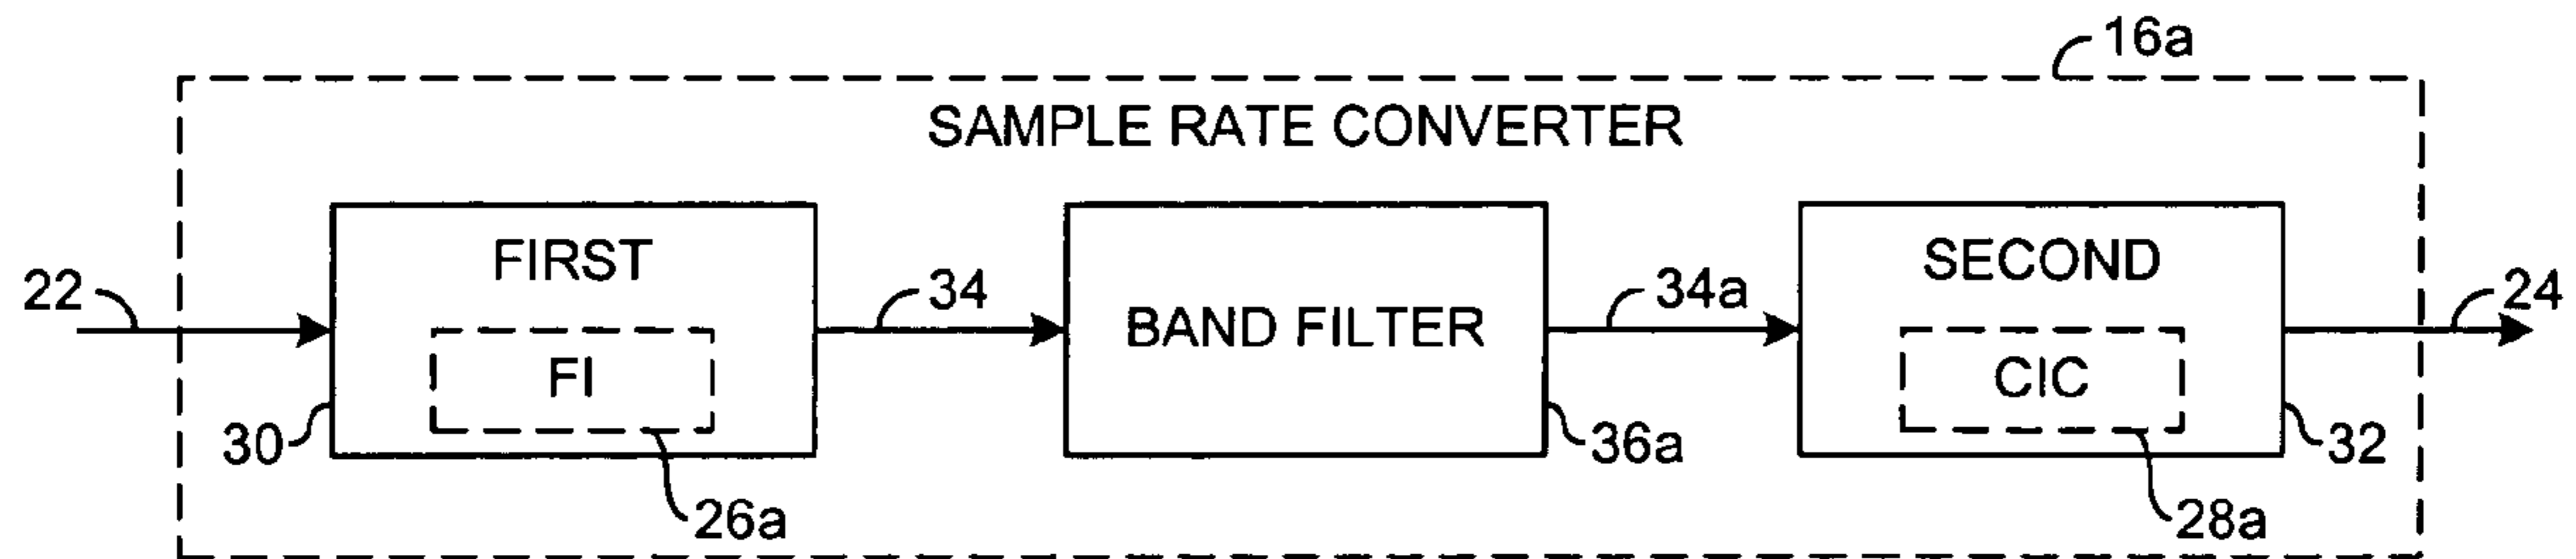 16a
SAMPLE RATE CONVERTER
22
FIRST
34
BAND FILTER
34a
SECOND
24
FI
CIC
30
36a
32
26a
28a